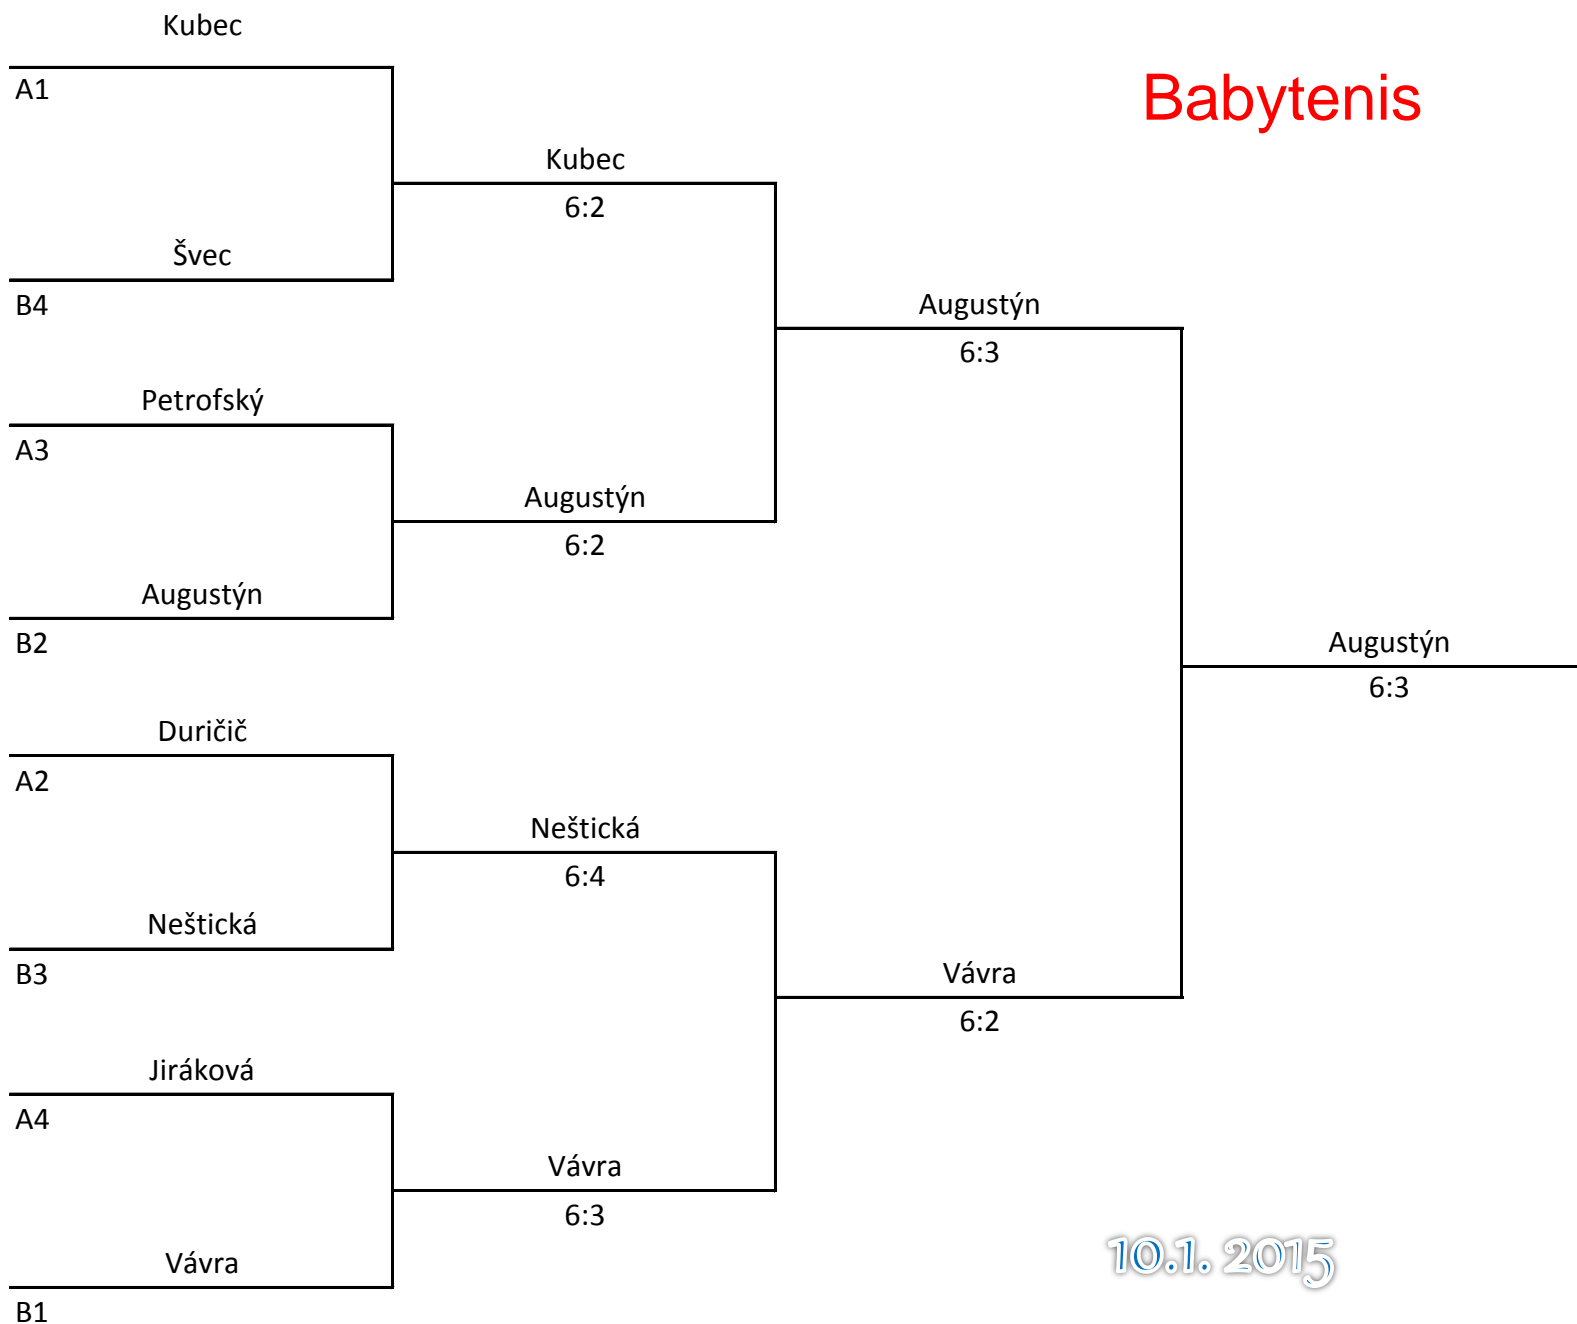 Kubec
A1
Babytenis
Kubec
6:2
Švec
B4
Augustýn
6:3
Petrofský
A3
Augustýn
6:2
Augustýn
B2
Augustýn
6:3
Duričič
A2
Neštická
6:4
Neštická
B3
Vávra
6:2
Jiráková
A4
Vávra
6:3
Vávra
B1
10.1. 2015